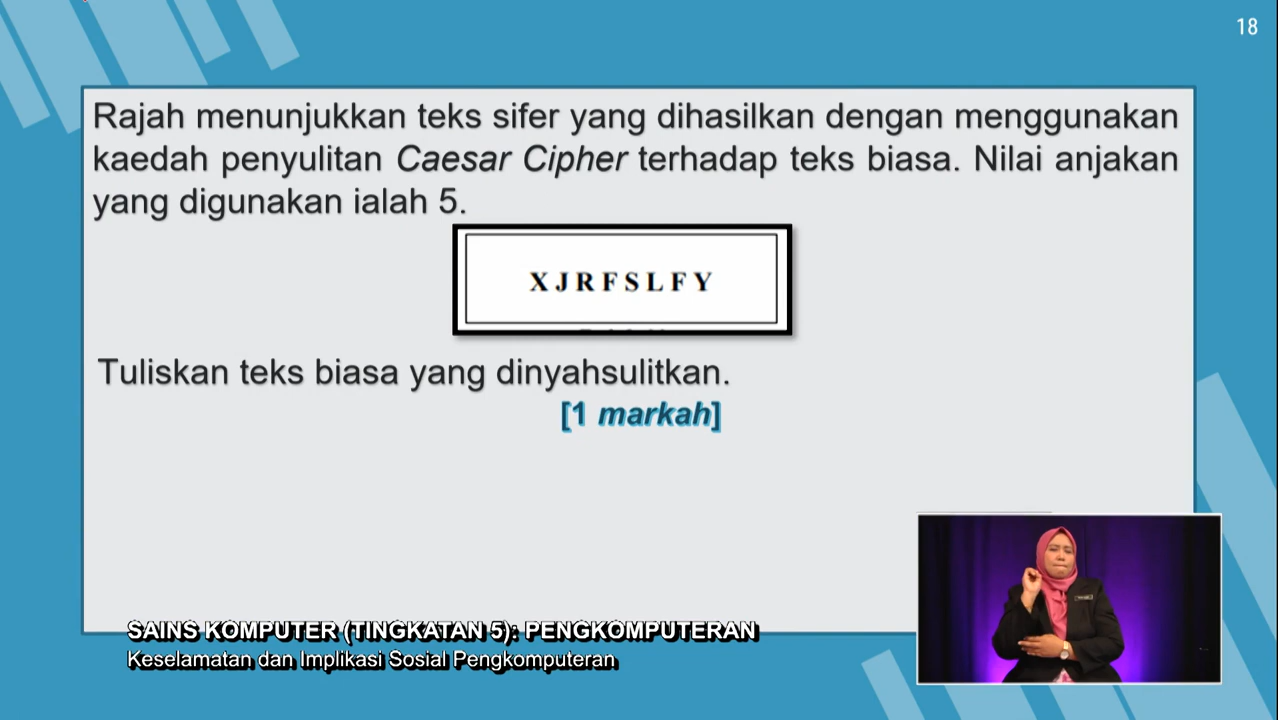 18
Rajah menunjukkan teks sifer yang dihasilkan dengan menggunakan
kaedah penyulitan Caesar Cipher terhadap teks biasa. Nilai anjakan
yang digunakan ialah 5.
X J R F S L F Y
Tuliskan teks biasa yang dinyahsulitkan.
[1 markah]
SAINS KOMPUTER (TINGKATAN 5): PENGKOMPUTERAN
Keselamatan dan Implikasi Sosial Pengkomputeran